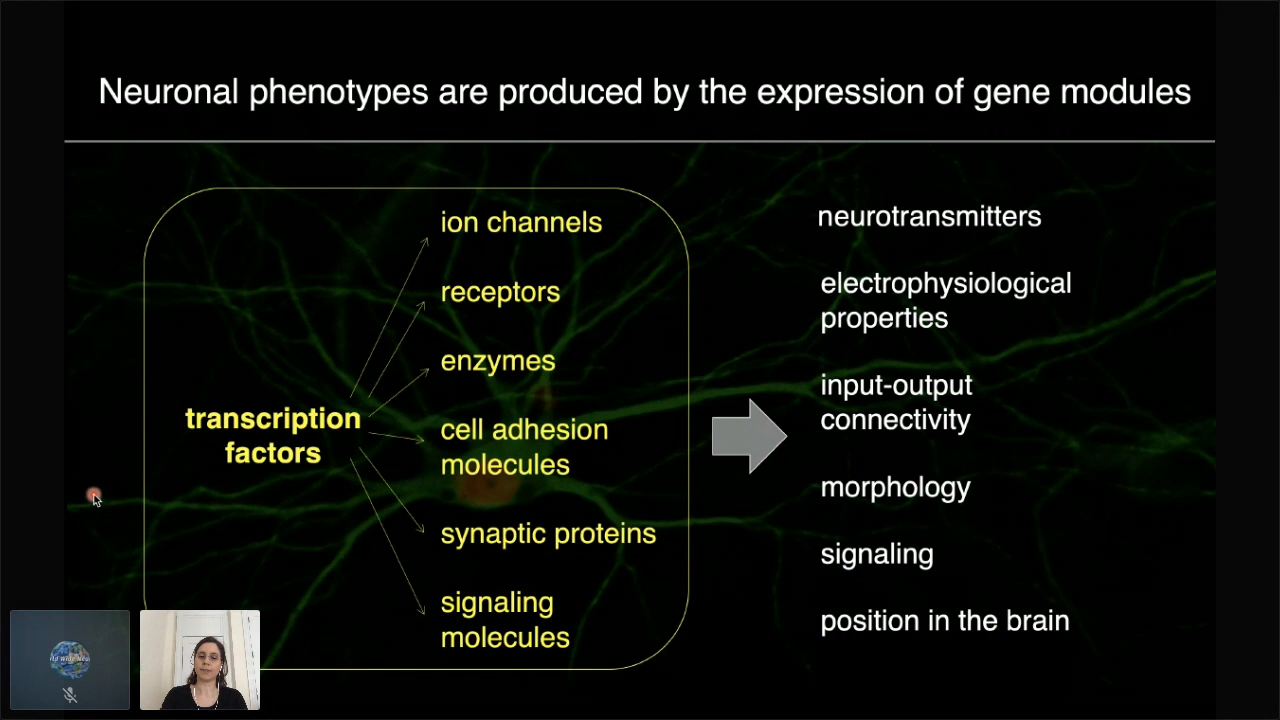 Neuronal phenotypes are produced by the expression of gene modules
transcription
factors
ion channels
receptors
enzymes
cell adhesion
molecules
synaptic proteins
signaling
molecules
neurotransmitters
electrophysiological
properties
input-output
connectivity
morphology
signaling
position in the brain